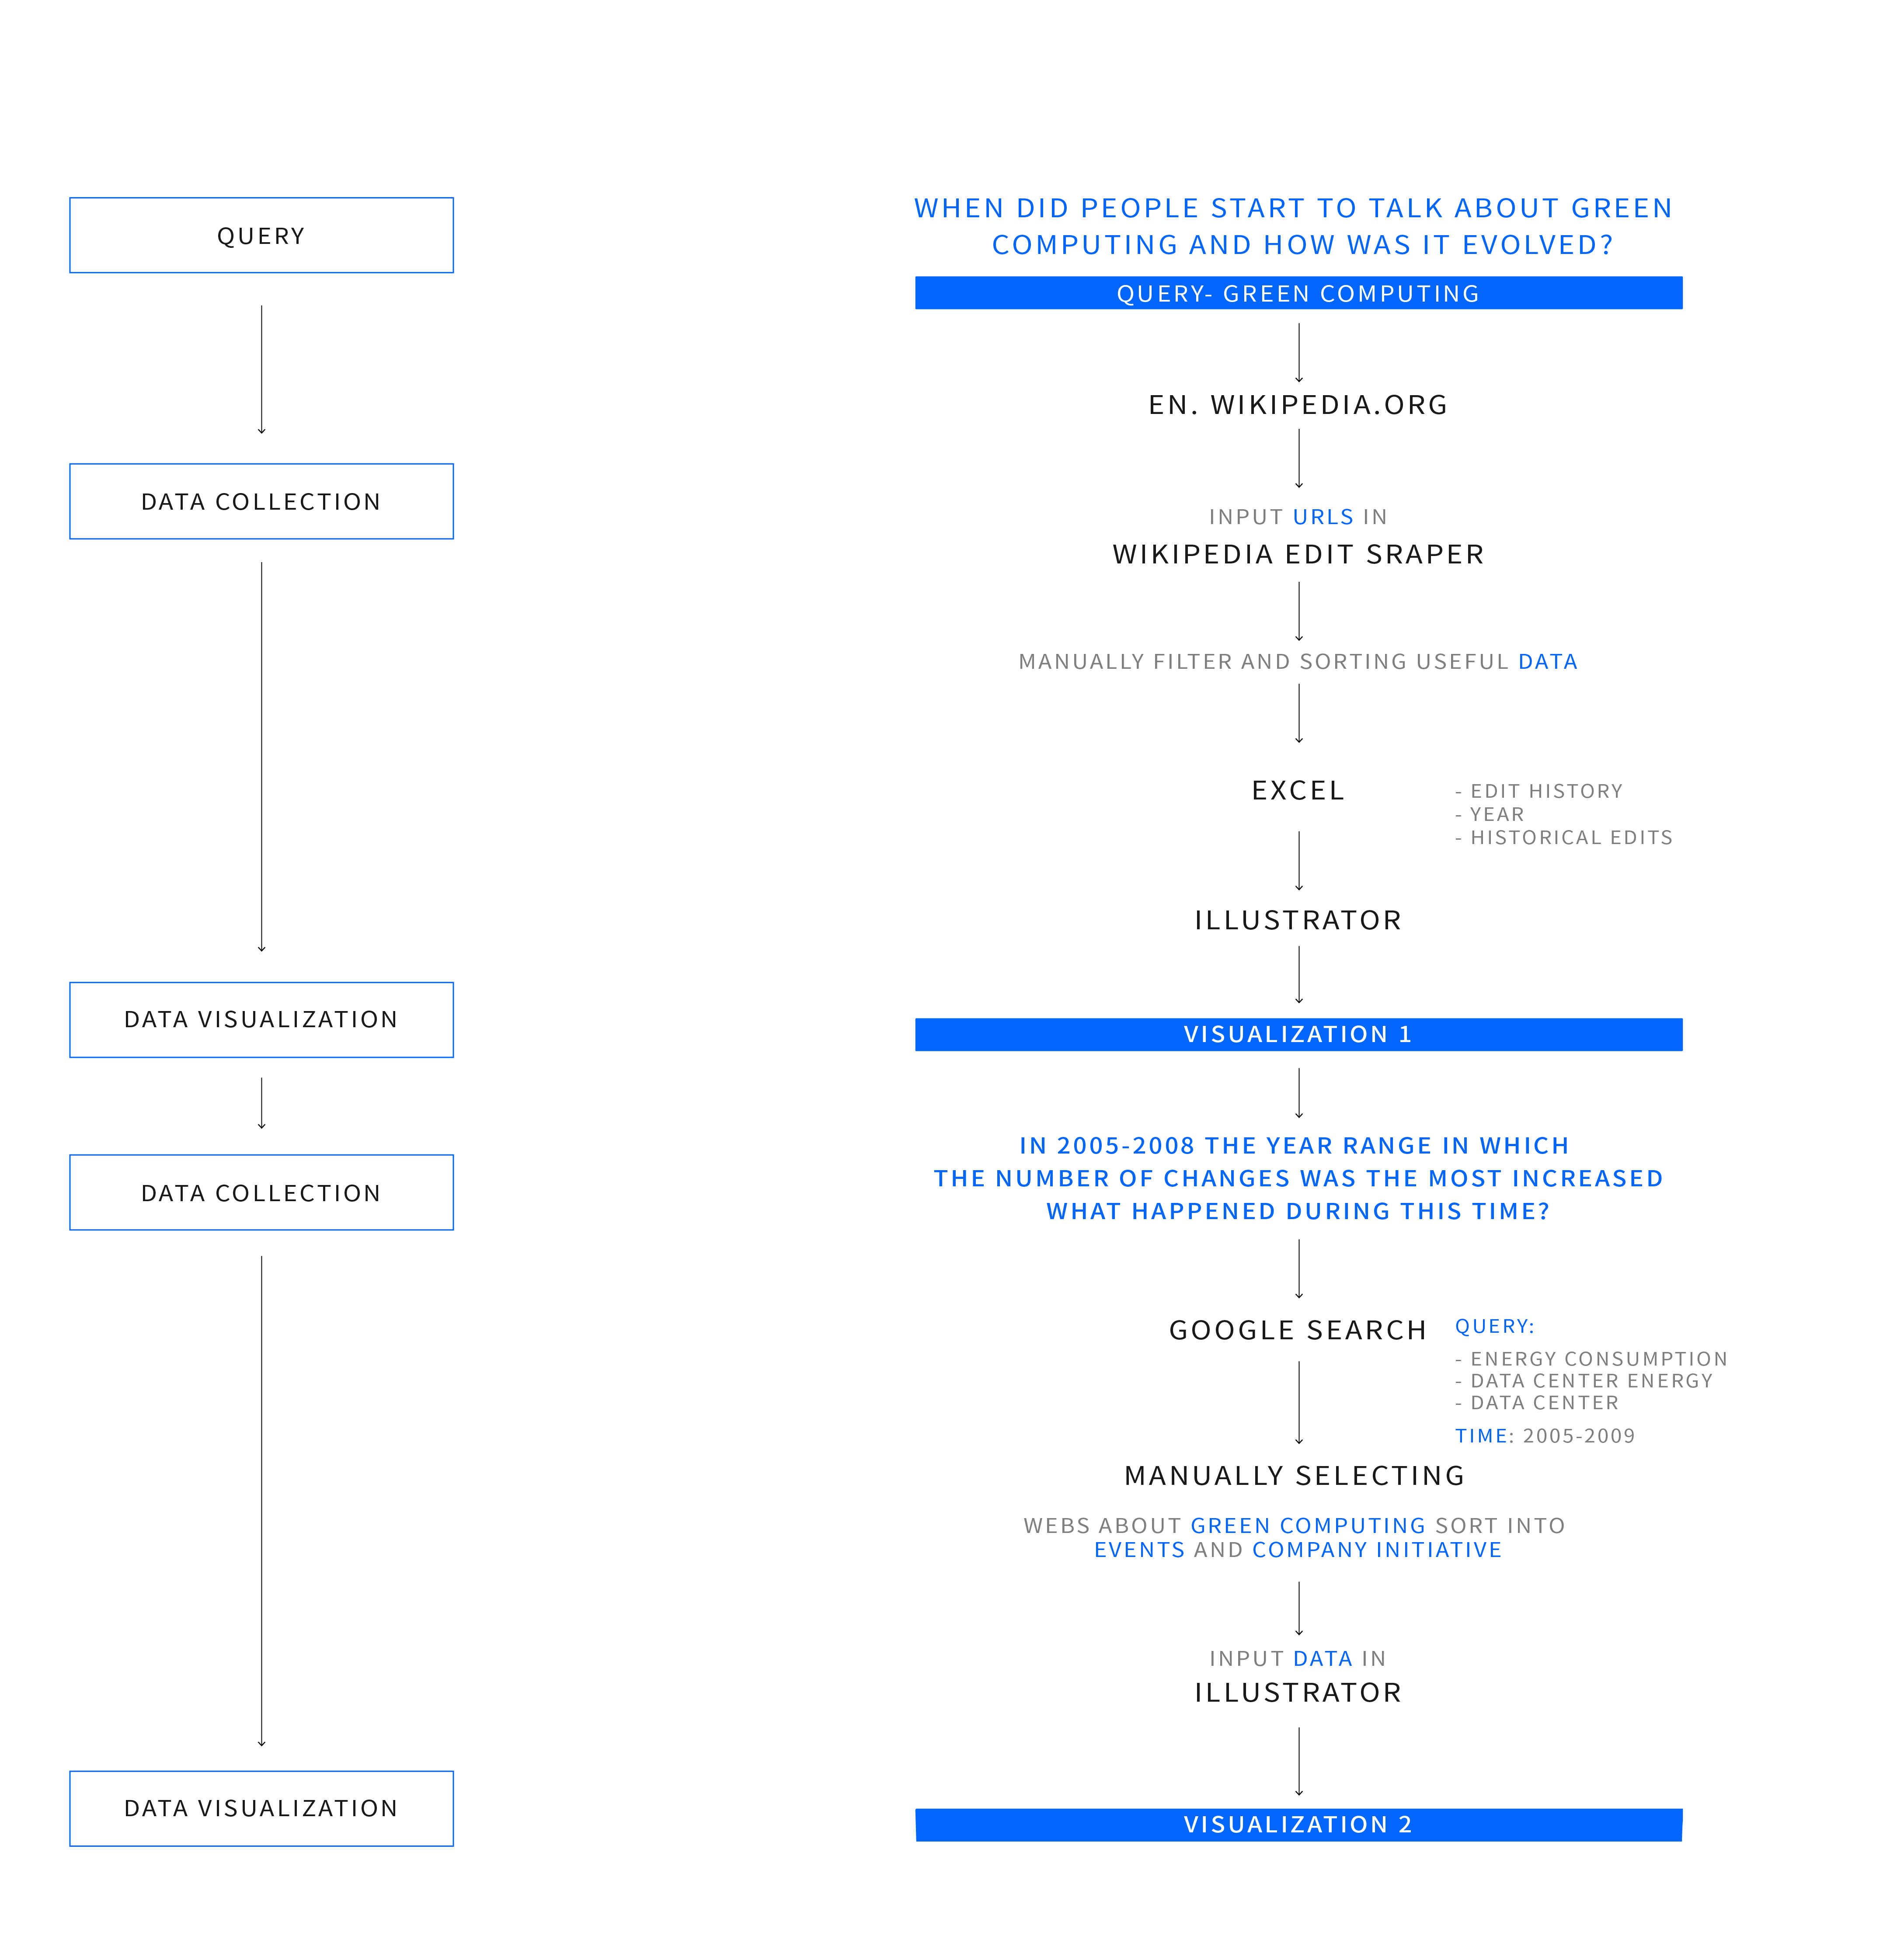 QUERY
DATA COLLECTION
DATA VISUALIZATION
DATA COLLECTION
DATA VISUALIZATION
WHEN DID PEOPLE START TO TALK ABOUT GREEN
COMPUTING AND HOW WAS IT EVOLVED?
QUERY- GREEN COMPUTING
EN. WIKIPEDIA.ORG
INPUT URLS IN
WIKIPEDIA EDIT SRAPER
MANUALLY FILTER AND SORTING USEFUL DATA
EXCEL
- EDIT HISTORY
- YEAR
- HISTORICAL EDITS
ILLUSTRATOR
VISUALIZATION 1
IN 2005-2008 THE YEAR RANGE IN WHICH
THE NUMBER OF CHANGES WAS THE MOST INCREASED
WHAT HAPPENED DURING THIS TIME?
GOOGLE SEARCH
QUERY:
- ENERGY CONSUMPTION
- DATA CENTER ENERGY
- DATA CENTER
TIME: 2005-2009
MANUALLY SELECTING
WEBS ABOUT GREEN COMPUTING SORT INTO
EVENTS AND COMPANY INITIATIVE
INPUT DATA IN
ILLUSTRATOR
VISUALIZATION 2